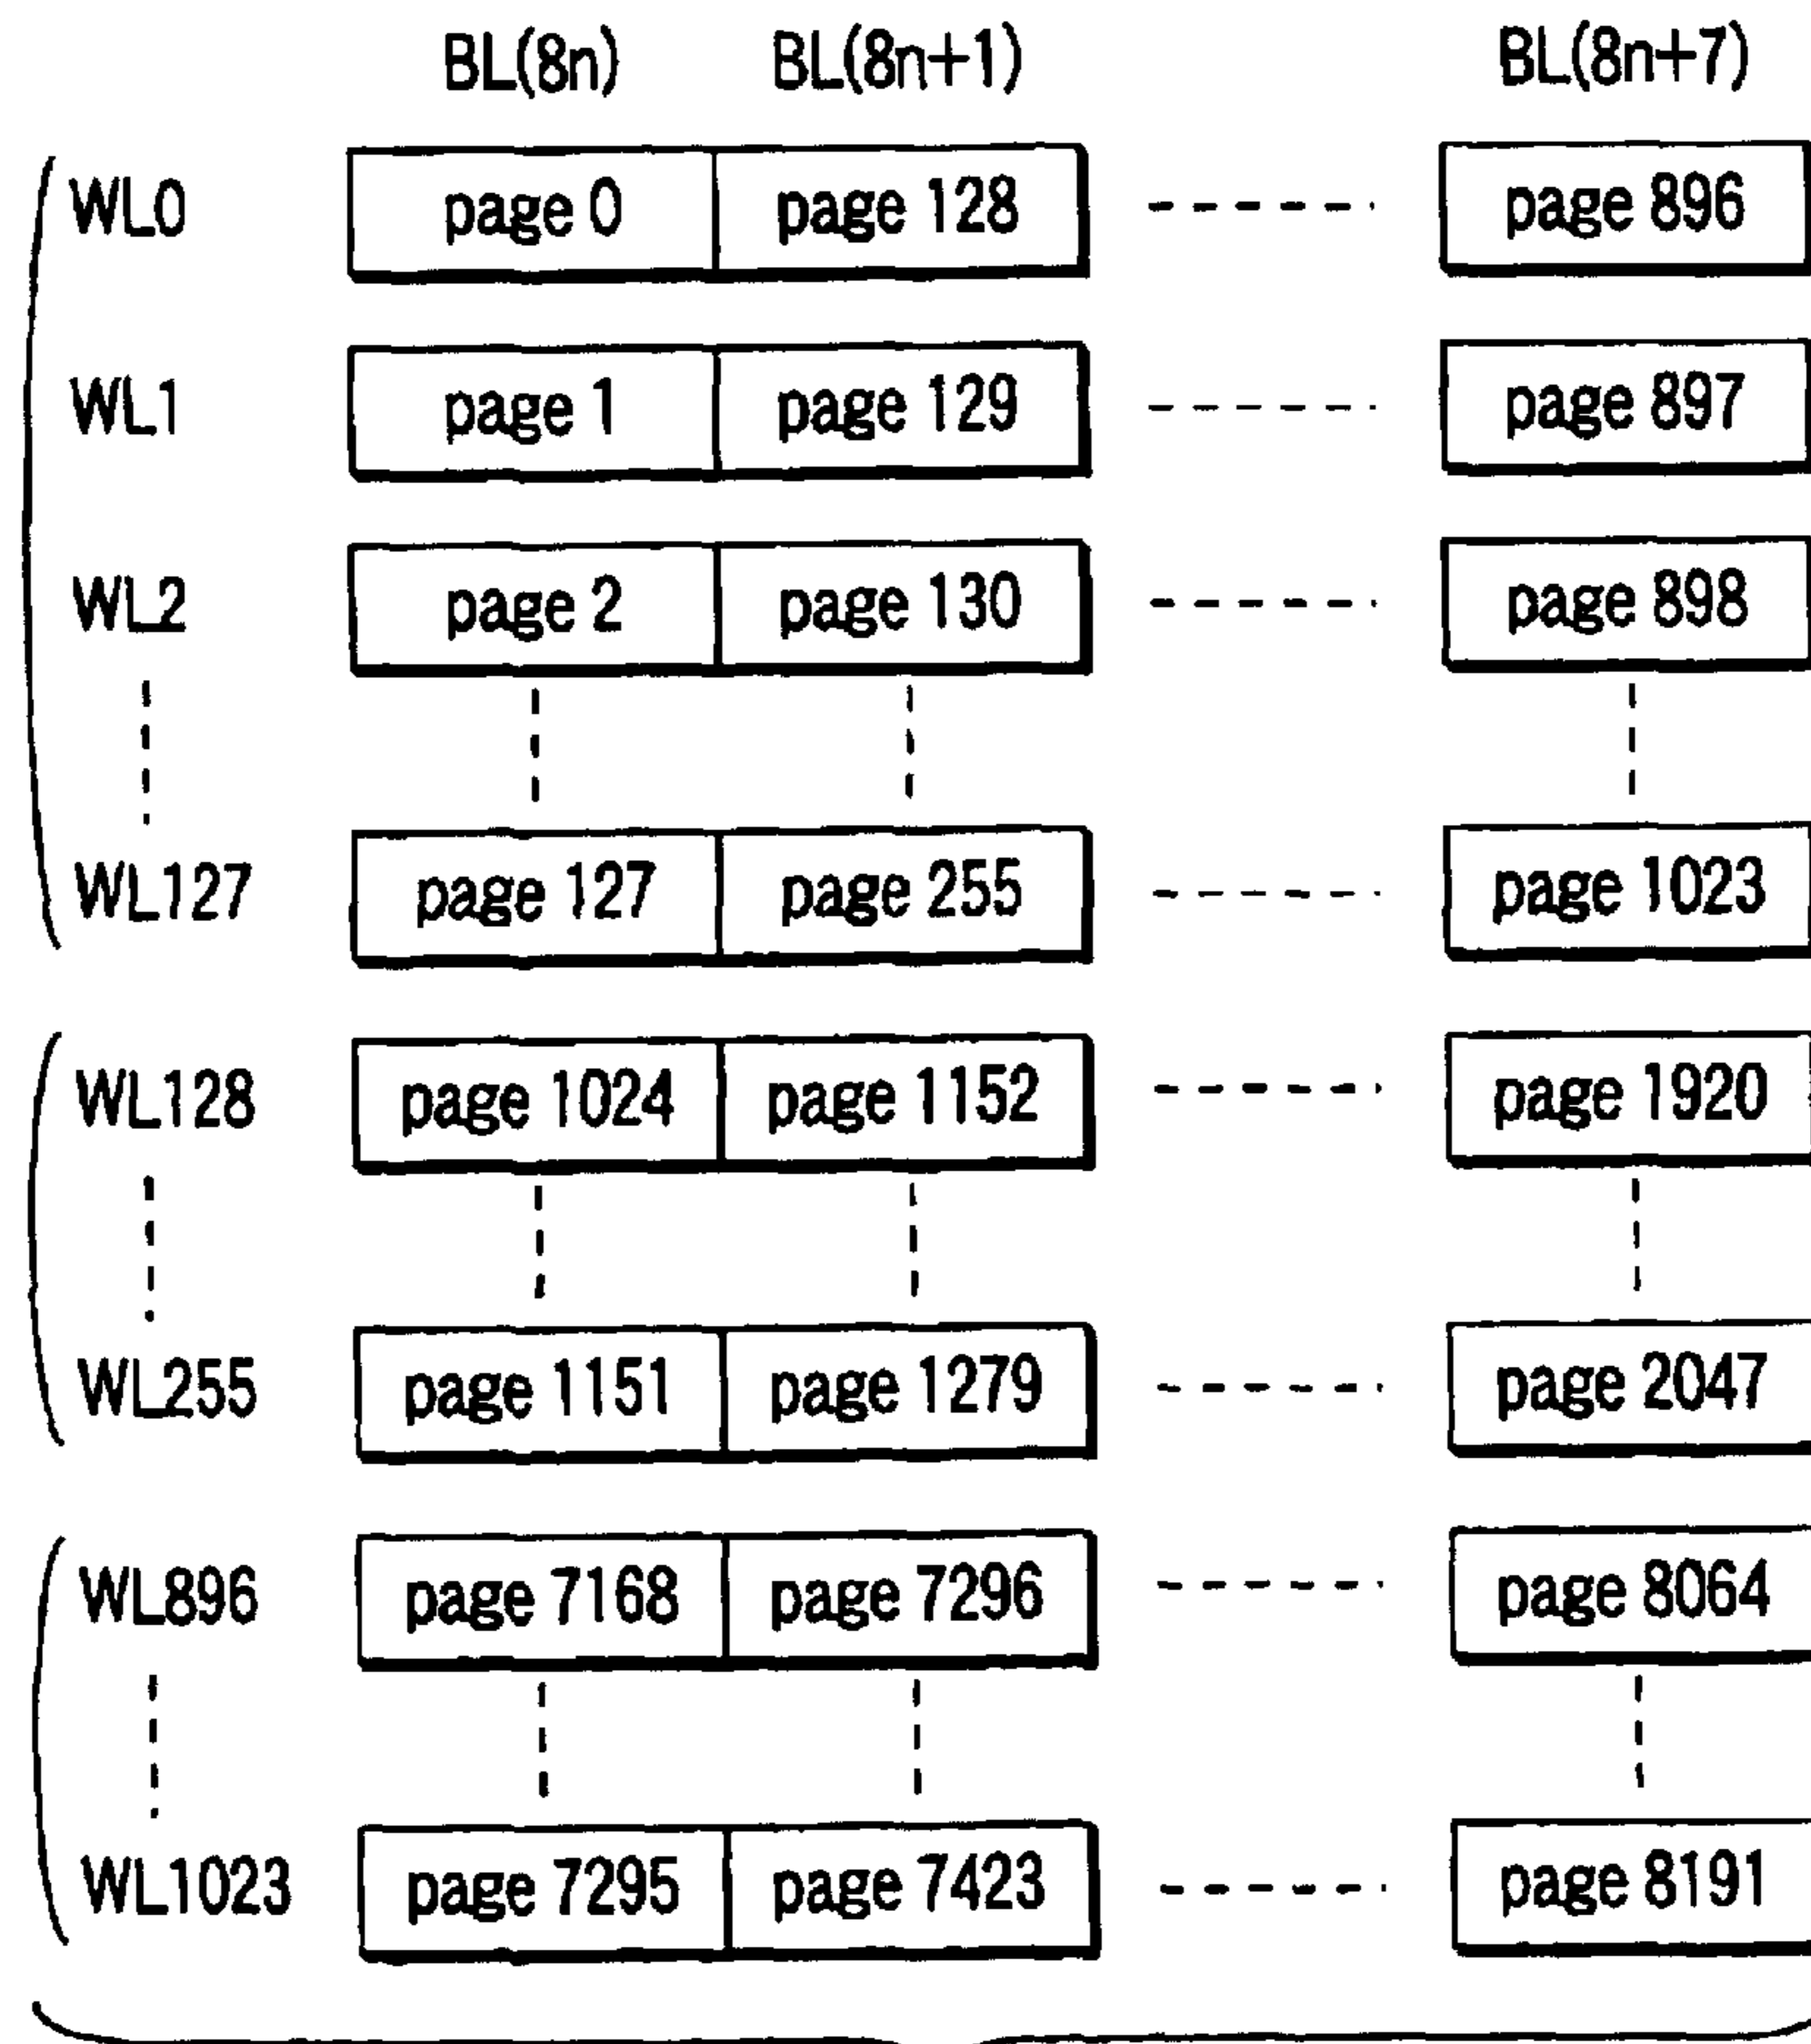 BL(8n) BL(8n+1) BL(8n+7)
WL0 page 0 page 128 page 896
WL1 page 1 page 129 page 897
WL2 page 2 page 130 page 898
WL127 page 127 page 255 page 1023
WL128 page 1024 page 1152 page 1920
WL255 page 1151 page 1279 page 2047
WL896 page 7168 page 7296 page 8064
WL1023 page 7295 page 7423 page 8191